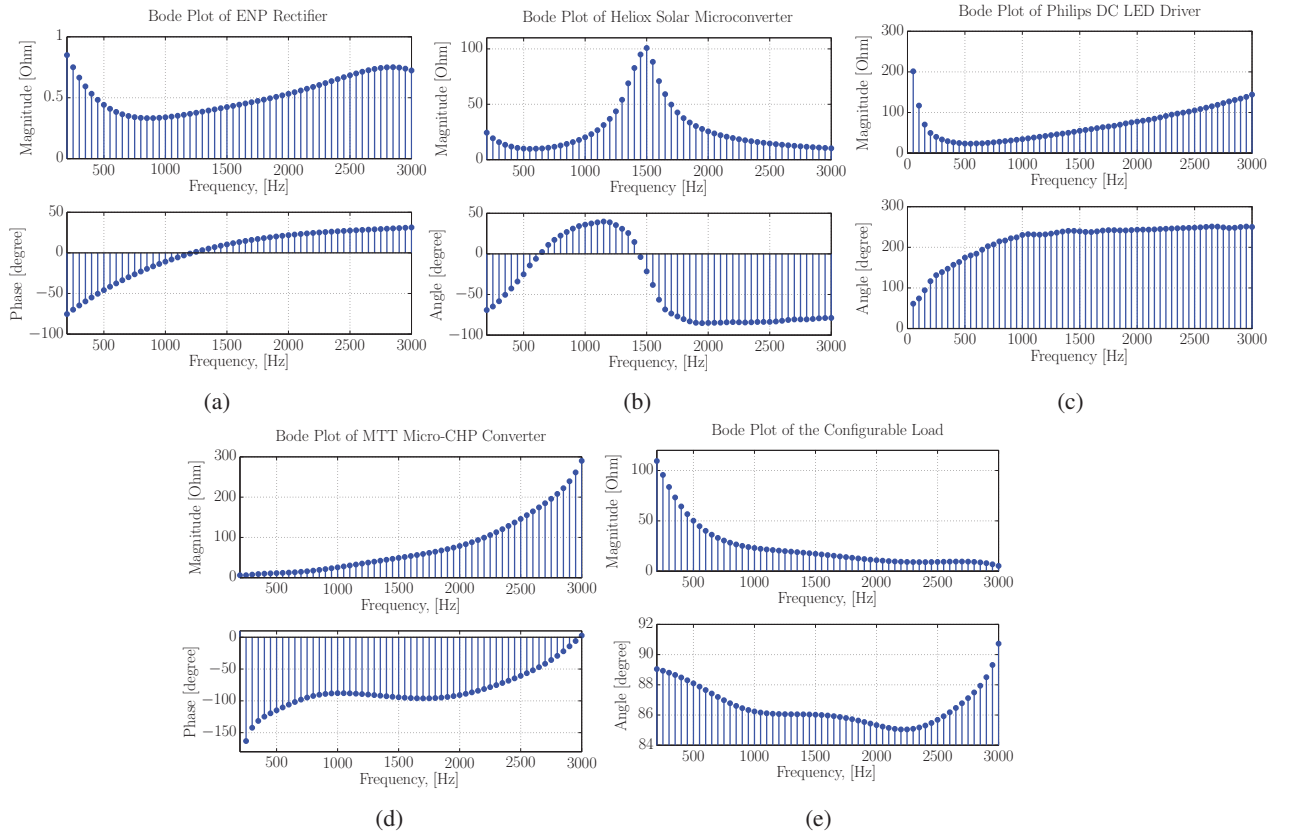 Bode Plot of ENP Rectifier
Magnitude [Ohm]
1
0.5
0
500 1000 1500 2000 2500 3000
Frequency, [Hz]
Phase [degree]
50
0
−50
−100
500 1000 1500 2000 2500 3000
Frequency, [Hz]
(a)
Bode Plot of Heliox Solar Microconverter
Magnitude [Ohm]
100
50
0
500 1000 1500 2000 2500 3000
Frequency [Hz]
Angle [degree]
50
0
−50
−100
500 1000 1500 2000 2500 3000
Frequency [Hz]
(b)
Bode Plot of Philips DC LED Driver
Magnitude [Ohm]
300
200
100
0
0 500 1000 1500 2000 2500 3000
Frequency [Hz]
Angle [degree]
300
200
100
0
0 500 1000 1500 2000 2500 3000
Frequency [Hz]
(c)
Bode Plot of MTT Micro-CHP Converter
Magnitude [Ohm]
300
200
100
0
500 1000 1500 2000 2500 3000
Frequency, [Hz]
Phase [degree]
0
−50
−100
−150
500 1000 1500 2000 2500 3000
Frequency, [Hz]
(d)
Bode Plot of the Configurable Load
Magnitude [Ohm]
100
50
0
500 1000 1500 2000 2500 3000
Frequency, [Hz]
Angle [degree]
92
90
88
86
84
500 1000 1500 2000 2500 3000
Frequency, [Hz]
(e)